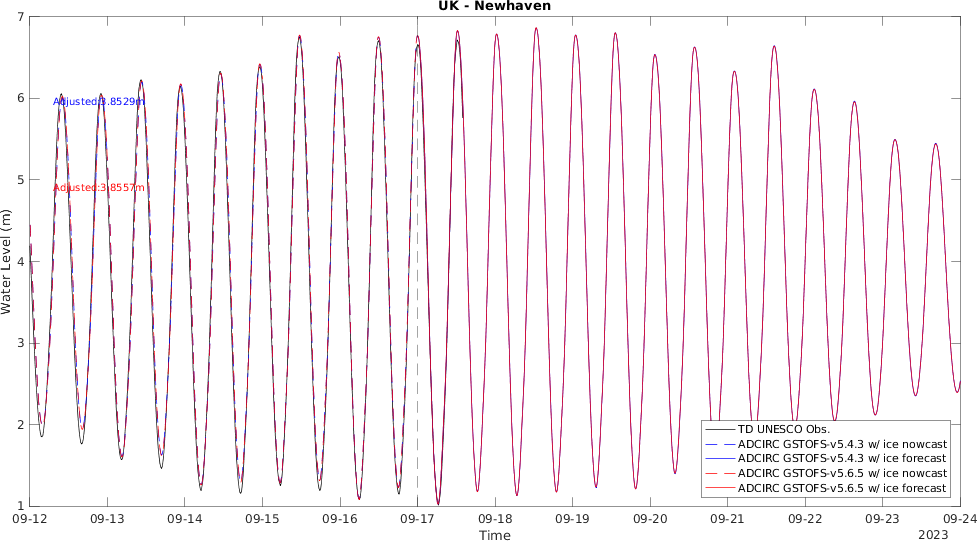 UK - Newhaven
7
6
5
4
3
2
1
Adjusted:3.8529m
Adjusted:3.8557m
Water Level (m)
TD UNESCO Obs.
ADCIRC GSTOFS-v5.4.3 w/ ice nowcast
ADCIRC GSTOFS-v5.4.3 w/ ice forecast
ADCIRC GSTOFS-v5.6.5 w/ ice nowcast
ADCIRC GSTOFS-v5.6.5 w/ ice forecast
09-12 09-13 09-14 09-15 09-16 09-17 09-18 09-19 09-20 09-21 09-22 09-23 09-24
Time
2023